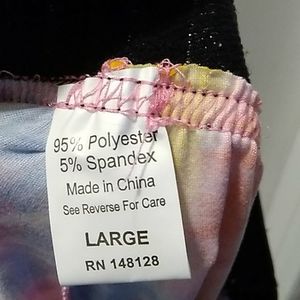 95% Polyester
5% Spandex
Made in China
See Reverse For Care
LARGE
RN 148128